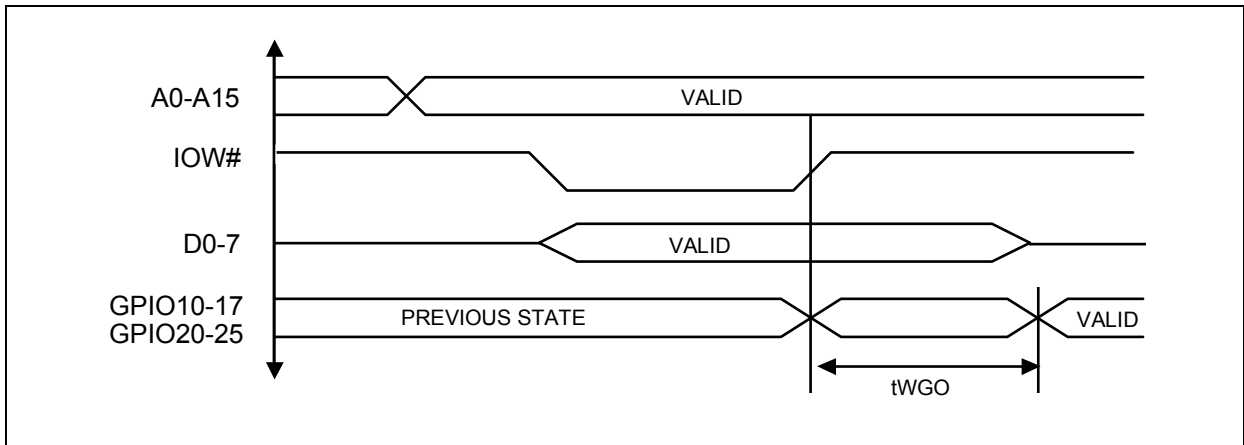 A0-A15
VALID
IOW#
D0-7
VALID
GPIO10-17
GPIO20-25
PREVIOUS STATE
VALID
tWGO